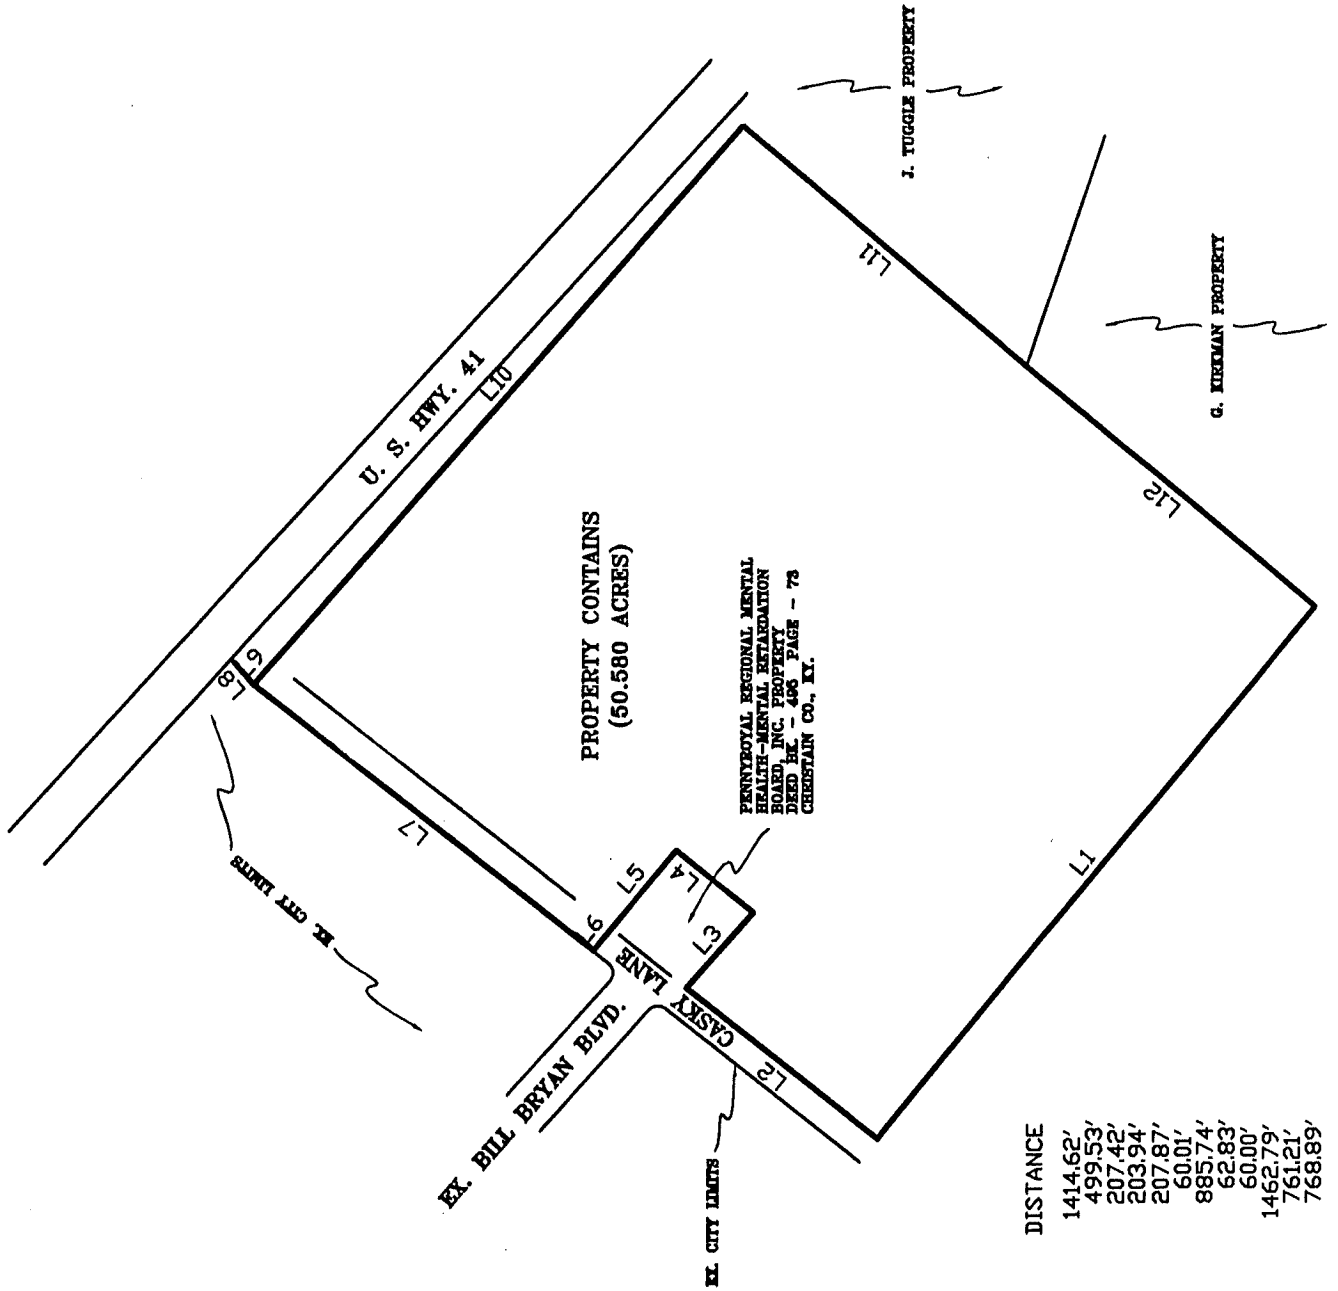 J. TUGGLE PROPERTY
G. KIRKMAN PROPERTY
U. S. HWY. 41
L10
L11
L12
L8
L9
L7
PROPERTY CONTAINS
(50.580 ACRES)
PENNYROYAL REGIONAL MENTAL
HEALTH-MENTAL RETARDATION
BOARD, INC. PROPERTY
DEED BK. - 495 PAGE - 73
CHRISTAIN CO., KY.
EX. CITY LIMITS
L5
L4
L6
L3
CASKY LANE
L2
L1
EX. BILL BRYAN BLVD.
EX. CITY LIMITS
DISTANCE
1414.62'
499.53'
207.42'
203.94'
207.87'
60.01'
885.74'
62.83'
60.00'
1462.79'
761.21'
768.89'